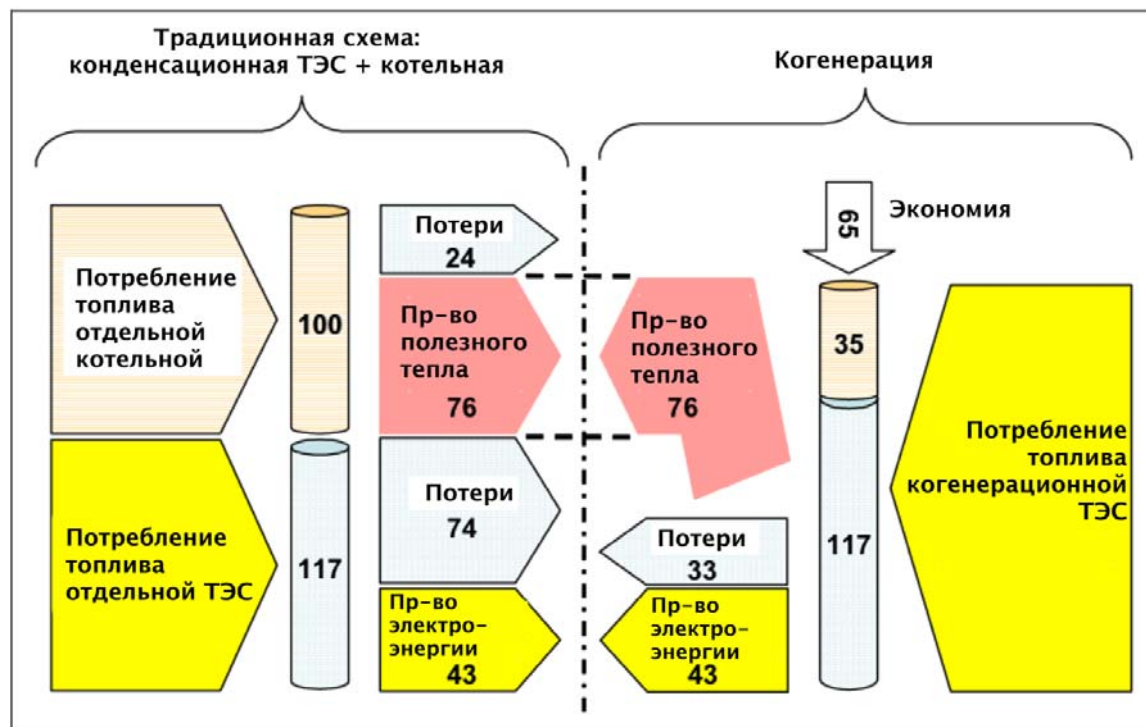 Традиционная схема:
конденсационная ТЭС + котельная
Когенерация
Потребление
топлива
отдельной
котельной
100
Потери
24
Пр-во
полезного
тепла
76
Потребление
топлива
отдельной ТЭС
117
Потери
74
Пр-во
электро-
энергии
43
65
Экономия
Пр-во
полезного
тепла
76
35
117
Потребление
топлива
когенерационной
ТЭС
Потери
33
Пр-во
электро-
энергии
43